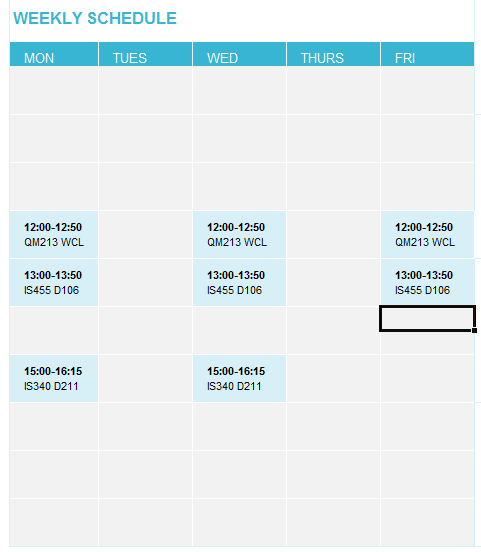 WEEKLY SCHEDULE
MON TUES WED THURS FRI
12:00-12:50 12:00-12:50 12:00-12:50
QM213 WCL QM213 WCL QM213 WCL
13:00-13:50 13:00-13:50 13:00-13:50
IS455 D106 IS455 D106 IS455 D106
15:00-16:15 15:00-16:15
IS340 D211 IS340 D211